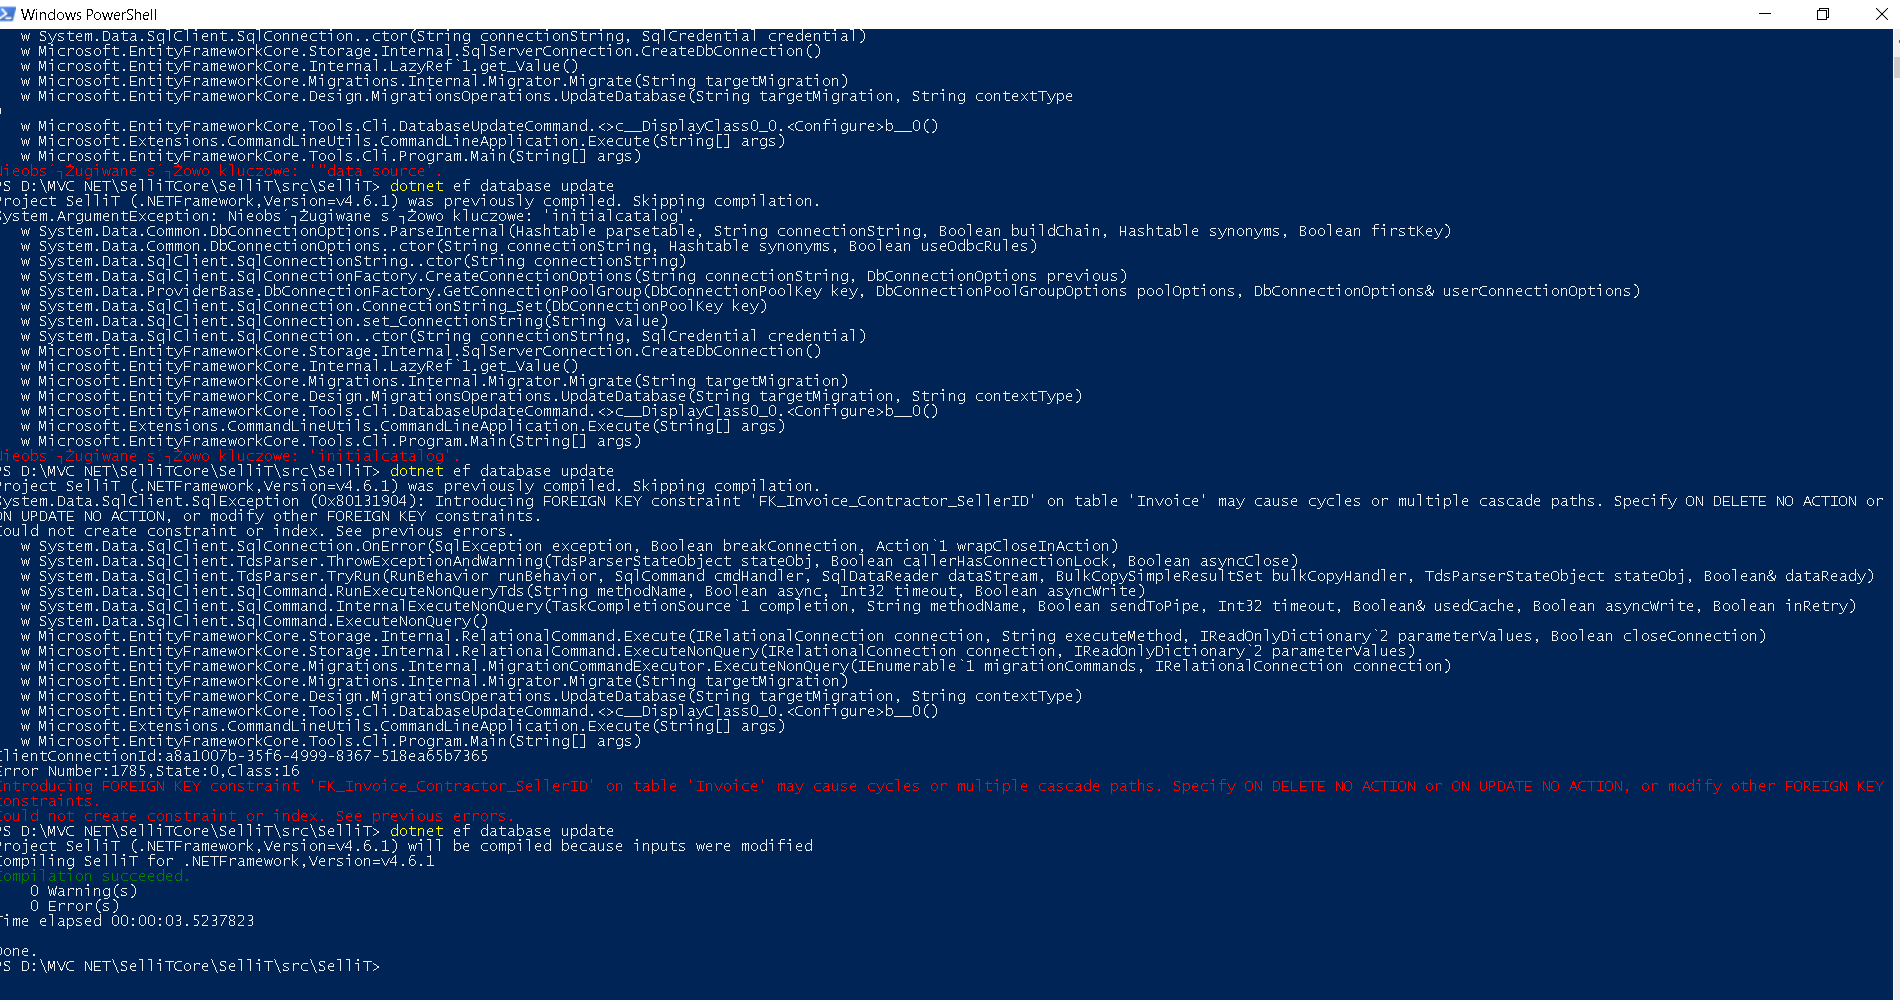 Windows PowerShell
w System.Data.SqlClient.SqlConnection..ctor(String connectionString, SqlCredential credential)
w Microsoft.EntityFrameworkCore.Storage.Internal.SqlServerConnection.CreateDbConnection()
w Microsoft.EntityFrameworkCore.Internal.LazyRef`1.get_Value()
w Microsoft.EntityFrameworkCore.Migrations.Internal.Migrator.Migrate(String targetMigration)
w Microsoft.EntityFrameworkCore.Design.MigrationsOperations.UpdateDatabase(String targetMigration, String contextType
w Microsoft.EntityFrameworkCore.Tools.Cli.DatabaseUpdateCommand.<>c__DisplayClass0_0.<Configure>b__0()
w Microsoft.Extensions.CommandLineUtils.CommandLineApplication.Execute(String[] args)
w Microsoft.EntityFrameworkCore.Tools.Cli.Program.Main(String[] args)
Nieobs´┐Żugiwane s´┐Żowo kluczowe: '"data source'.
PS D:\MVC NET\SelliTCore\SelliT\src\SelliT> dotnet ef database update
Project SelliT (.NETFramework,Version=v4.6.1) was previously compiled. Skipping compilation.
System.ArgumentException: Nieobs´┐Żugiwane s´┐Żowo kluczowe: 'initialcatalog'.
w System.Data.Common.DbConnectionOptions.ParseInternal(Hashtable parsetable, String connectionString, Boolean buildChain, Hashtable synonyms, Boolean firstKey)
w System.Data.Common.DbConnectionOptions..ctor(String connectionString, Hashtable synonyms, Boolean useOdbcRules)
w System.Data.SqlClient.SqlConnectionString..ctor(String connectionString)
w System.Data.SqlClient.SqlConnectionFactory.CreateConnectionOptions(String connectionString, DbConnectionOptions previous)
w System.Data.ProviderBase.DbConnectionFactory.GetConnectionPoolGroup(DbConnectionPoolKey key, DbConnectionPoolGroupOptions poolOptions, DbConnectionOptions& userConnectionOptions)
w System.Data.SqlClient.SqlConnection.ConnectionString_Set(DbConnectionPoolKey key)
w System.Data.SqlClient.SqlConnection.set_ConnectionString(String value)
w System.Data.SqlClient.SqlConnection..ctor(String connectionString, SqlCredential credential)
w Microsoft.EntityFrameworkCore.Storage.Internal.SqlServerConnection.CreateDbConnection()
w Microsoft.EntityFrameworkCore.Internal.LazyRef`1.get_Value()
w Microsoft.EntityFrameworkCore.Migrations.Internal.Migrator.Migrate(String targetMigration)
w Microsoft.EntityFrameworkCore.Design.MigrationsOperations.UpdateDatabase(String targetMigration, String contextType)
w Microsoft.EntityFrameworkCore.Tools.Cli.DatabaseUpdateCommand.<>c__DisplayClass0_0.<Configure>b__0()
w Microsoft.Extensions.CommandLineUtils.CommandLineApplication.Execute(String[] args)
w Microsoft.EntityFrameworkCore.Tools.Cli.Program.Main(String[] args)
Nieobs´┐Żugiwane s´┐Żowo kluczowe: 'initialcatalog'.
PS D:\MVC NET\SelliTCore\SelliT\src\SelliT> dotnet ef database update
Project SelliT (.NETFramework,Version=v4.6.1) was previously compiled. Skipping compilation.
System.Data.SqlClient.SqlException (0x80131904): Introducing FOREIGN KEY constraint 'FK_Invoice_Contractor_SellerID' on table 'Invoice' may cause cycles or multiple cascade paths. Specify ON DELETE NO ACTION or
ON UPDATE NO ACTION, or modify other FOREIGN KEY constraints.
Could not create constraint or index. See previous errors.
w System.Data.SqlClient.SqlConnection.OnError(SqlException exception, Boolean breakConnection, Action`1 wrapCloseInAction)
w System.Data.SqlClient.TdsParser.ThrowExceptionAndWarning(TdsParserStateObject stateObj, Boolean callerHasConnectionLock, Boolean asyncClose)
w System.Data.SqlClient.TdsParser.TryRun(RunBehavior runBehavior, SqlCommand cmdHandler, SqlDataReader dataStream, BulkCopySimpleResultSet bulkCopyHandler, TdsParserStateObject stateObj, Boolean& dataReady)
w System.Data.SqlClient.SqlCommand.RunExecuteNonQueryTds(String methodName, Boolean async, Int32 timeout, Boolean asyncWrite)
w System.Data.SqlClient.SqlCommand.InternalExecuteNonQuery(TaskCompletionSource`1 completion, String methodName, Boolean sendToPipe, Int32 timeout, Boolean& usedCache, Boolean asyncWrite, Boolean inRetry)
w System.Data.SqlClient.SqlCommand.ExecuteNonQuery()
w Microsoft.EntityFrameworkCore.Storage.Internal.RelationalCommand.Execute(IRelationalConnection connection, String executeMethod, IReadOnlyDictionary`2 parameterValues, Boolean closeConnection)
w Microsoft.EntityFrameworkCore.Storage.Internal.RelationalCommand.ExecuteNonQuery(IRelationalConnection connection, IReadOnlyDictionary`2 parameterValues)
w Microsoft.EntityFrameworkCore.Migrations.Internal.MigrationCommandExecutor.ExecuteNonQuery(IEnumerable`1 migrationCommands, IRelationalConnection connection)
w Microsoft.EntityFrameworkCore.Migrations.Internal.Migrator.Migrate(String targetMigration)
w Microsoft.EntityFrameworkCore.Design.MigrationsOperations.UpdateDatabase(String targetMigration, String contextType)
w Microsoft.EntityFrameworkCore.Tools.Cli.DatabaseUpdateCommand.<>c__DisplayClass0_0.<Configure>b__0()
w Microsoft.Extensions.CommandLineUtils.CommandLineApplication.Execute(String[] args)
w Microsoft.EntityFrameworkCore.Tools.Cli.Program.Main(String[] args)
ClientConnectionId:a8a1007b-35f6-4999-8367-518ea65b7365
Error Number:1785,State:0,Class:16
Introducing FOREIGN KEY constraint 'FK_Invoice_Contractor_SellerID' on table 'Invoice' may cause cycles or multiple cascade paths. Specify ON DELETE NO ACTION or ON UPDATE NO ACTION, or modify other FOREIGN KEY
constraints.
Could not create constraint or index. See previous errors.
PS D:\MVC NET\SelliTCore\SelliT\src\SelliT> dotnet ef database update
Project SelliT (.NETFramework,Version=v4.6.1) will be compiled because inputs were modified
Compiling SelliT for .NETFramework,Version=v4.6.1
Compilation succeeded.
0 Warning(s)
0 Error(s)
Time elapsed 00:00:03.5237823
Done.
PS D:\MVC NET\SelliTCore\SelliT\src\SelliT>